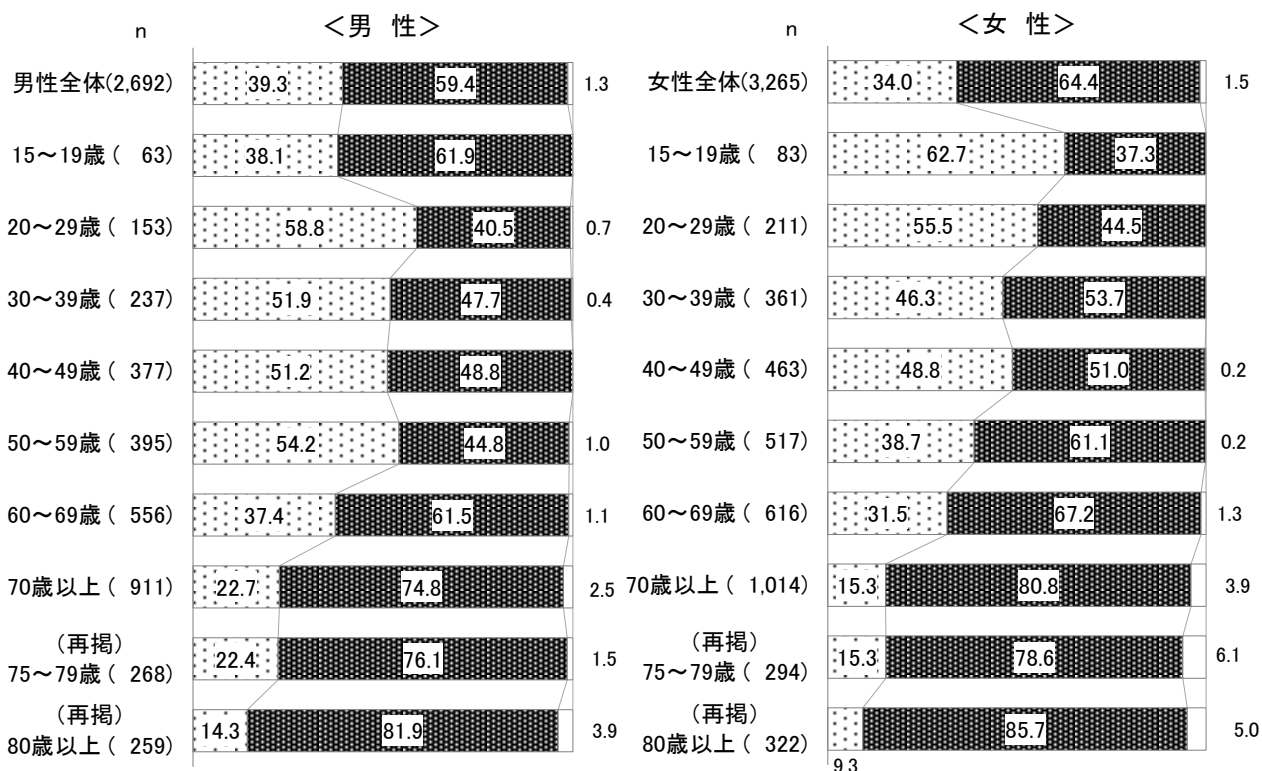 n
＜男 性＞
男性全体(2,692) 39.3 59.4 1.3
15～19歳 ( 63) 38.1 61.9
20～29歳 ( 153) 58.8 40.5 0.7
30～39歳 ( 237) 51.9 47.7 0.4
40～49歳 ( 377) 51.2 48.8
50～59歳 ( 395) 54.2 44.8 1.0
60～69歳 ( 556) 37.4 61.5 1.1
70歳以上 ( 911) 22.7 74.8 2.5
(再掲)
75～79歳 ( 268) 22.4 76.1 1.5
(再掲)
80歳以上 ( 259) 14.3 81.9 3.9
n
＜女 性＞
女性全体(3,265) 34.0 64.4 1.5
15～19歳 ( 83) 62.7 37.3
20～29歳 ( 211) 55.5 44.5
30～39歳 ( 361) 46.3 53.7
40～49歳 ( 463) 48.8 51.0 0.2
50～59歳 ( 517) 38.7 61.1 0.2
60～69歳 ( 616) 31.5 67.2 1.3
70歳以上 ( 1,014) 15.3 80.8 3.9
(再掲)
75～79歳 ( 294) 15.3 78.6 6.1
(再掲)
80歳以上 ( 322) 85.7 5.0
9.3